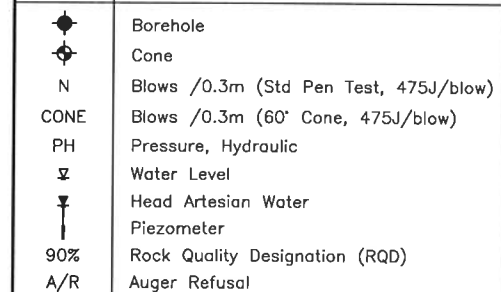 Borehole
Cone
N Blows /0.3m (Std Pen Test, 475J/blow)
CONE Blows /0.3m (60° Cone, 475J/blow)
PH Pressure, Hydraulic
Water Level
Head Artesian Water
Piezometer
90% Rock Quality Designation (RQD)
A/R Auger Refusal